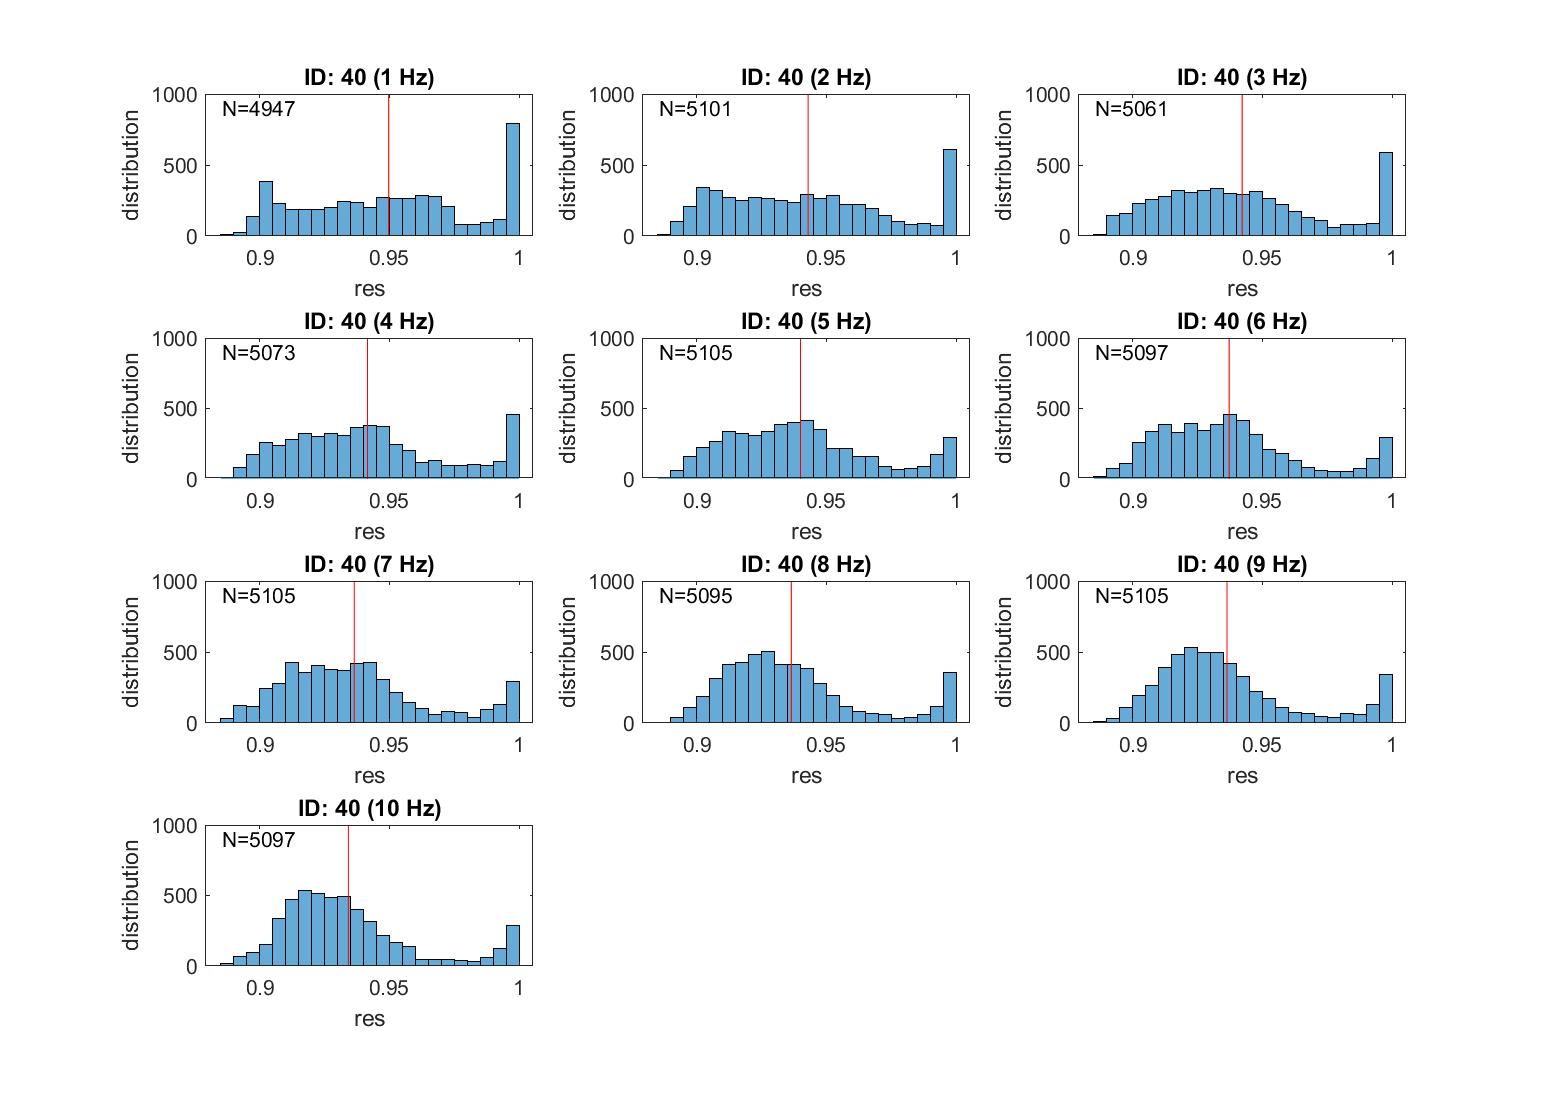 ID: 40 (1 Hz)
N=4947
1000
500
0
distribution
0.9
0.95
1
res
ID: 40 (2 Hz)
N=5101
1000
500
0
distribution
0.9
0.95
1
res
ID: 40 (3 Hz)
N=5061
1000
500
0
distribution
0.9
0.95
1
res
ID: 40 (4 Hz)
N=5073
1000
500
0
distribution
0.9
0.95
1
res
ID: 40 (5 Hz)
N=5105
1000
500
0
distribution
0.9
0.95
1
res
ID: 40 (6 Hz)
N=5097
1000
500
0
distribution
0.9
0.95
1
res
ID: 40 (7 Hz)
N=5105
1000
500
0
distribution
0.9
0.95
1
res
ID: 40 (8 Hz)
N=5095
1000
500
0
distribution
0.9
0.95
1
res
ID: 40 (9 Hz)
N=5105
1000
500
0
distribution
0.9
0.95
1
res
ID: 40 (10 Hz)
N=5097
1000
500
0
distribution
0.9
0.95
1
res